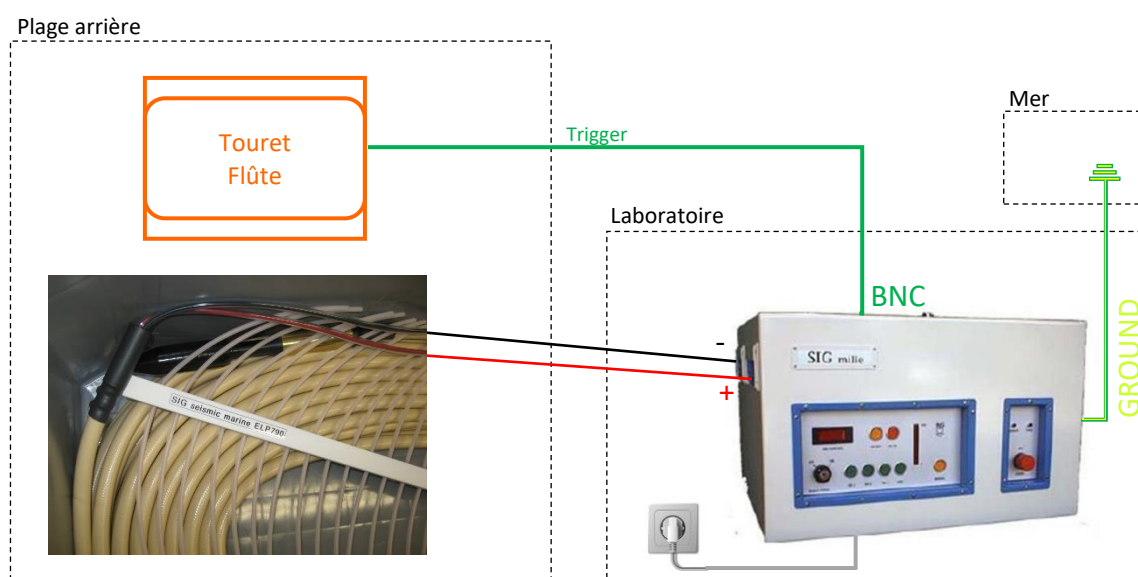 Plage arrière
Touret
Flûte
Trigger
Mer
Laboratoire
BNC
GROUND
-
+
SIG mille
SIG seismic marine ELP790